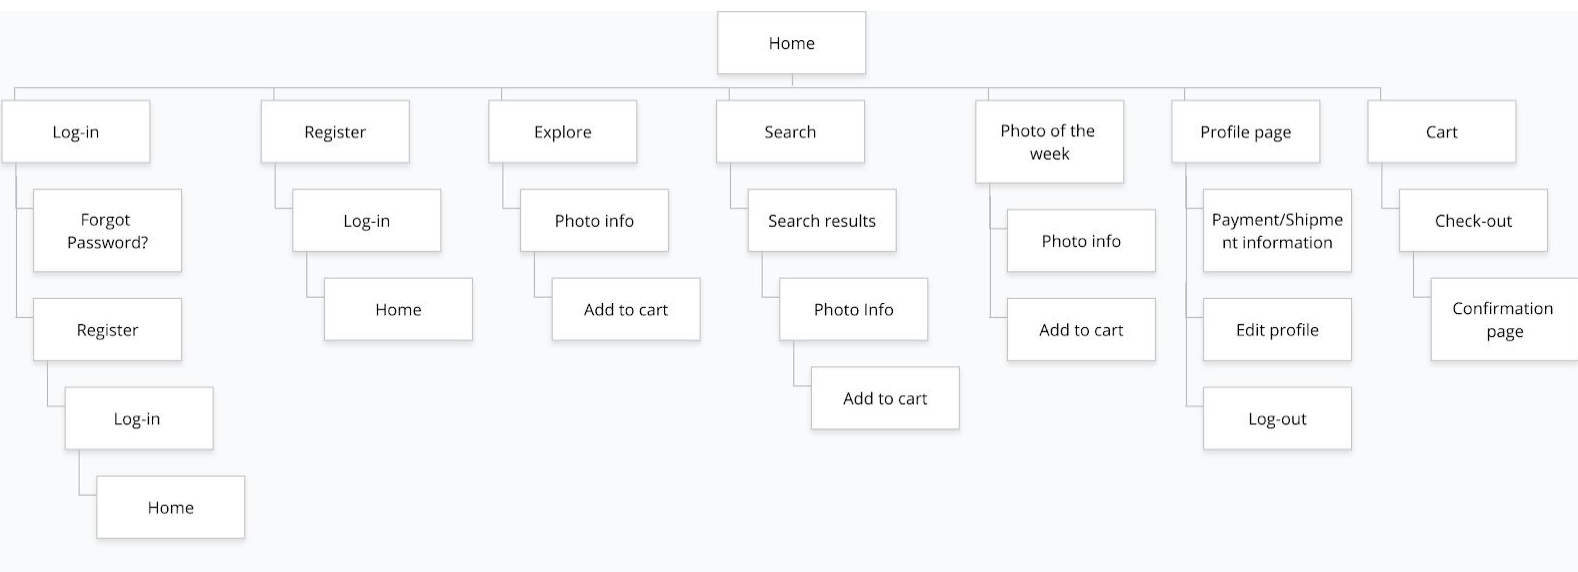 Home
Log-in
Register
Explore
Search
Photo of the
week
Profile page
Cart
Forgot
Password?
Log-in
Photo info
Search results
Photo info
Payment/Shipme
nt information
Check-out
Register
Home
Add to cart
Photo Info
Add to cart
Edit profile
Confirmation
page
Log-in
Add to cart
Log-out
Home